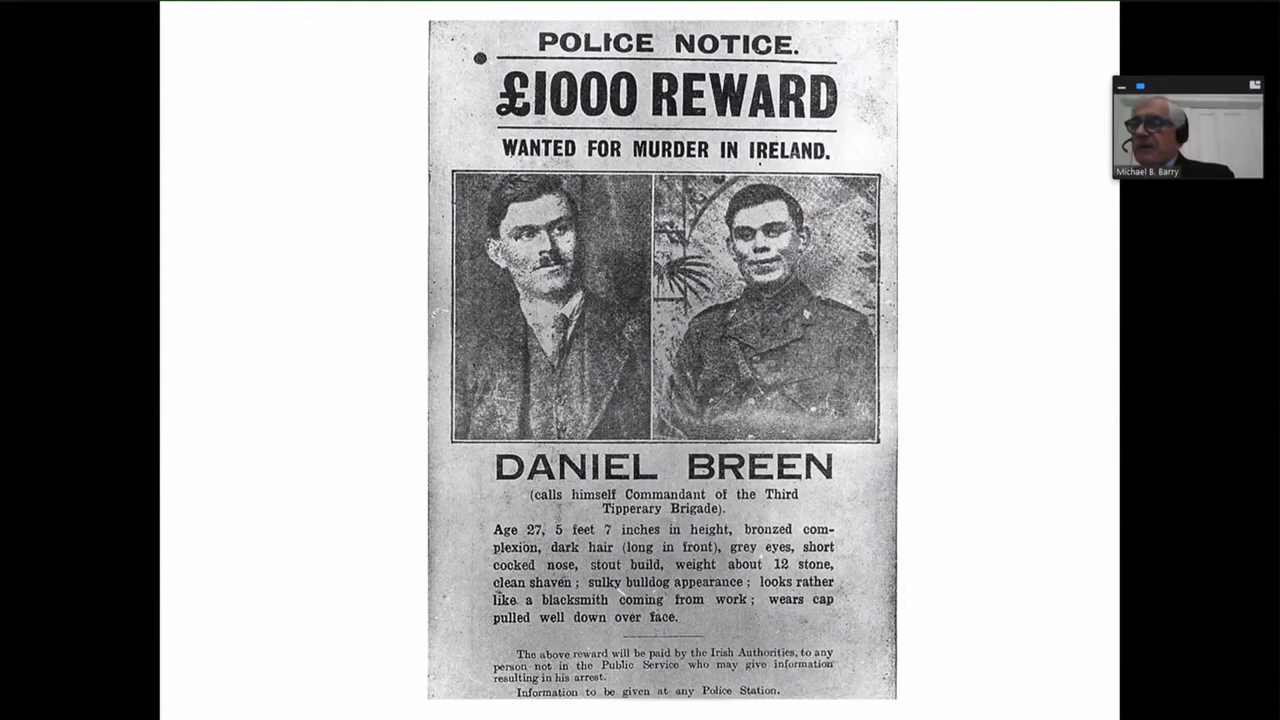 POLICE NOTICE.
£1000 REWARD
WANTED FOR MURDER IN IRELAND.
DANIEL BREEN
(calls himself Commandant of the Third
Tipperary Brigade).
Age 27, 5 feet 7 inches in height, bronzed com-
plexion, dark hair (long in front), grey eyes, short
cocked nose, stout build, weight about 12 stone,
clean shaven; sulky bulldog appearance; looks rather
like a blacksmith coming from work; wears cap
pulled well down over face.
The above reward will be paid by the Irish Authorities, to any
person not in the Public Service who may give information
resulting in his arrest.
Information to be given at any Police Station.
Michael B. Barry